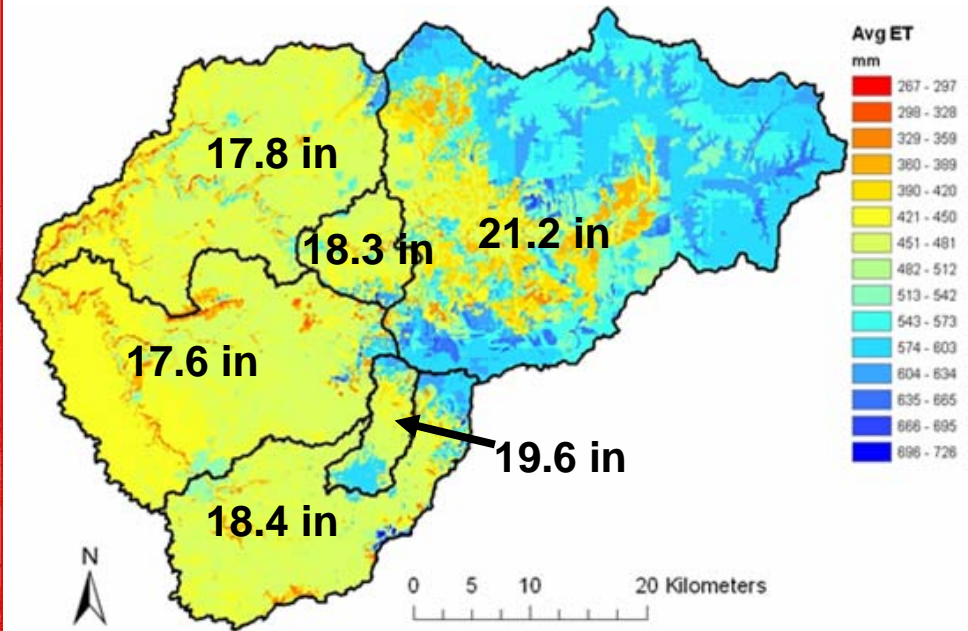 Avg ET
mm
267 - 297
298 - 328
329 - 359
360 - 399
390 - 420
421 - 450
451 - 481
482 - 512
513 - 542
543 - 573
574 - 603
604 - 634
635 - 665
666 - 695
696 - 726
17.8 in
18.3 in
21.2 in
17.6 in
19.6 in
18.4 in
N
0 5 10 20 Kilometers